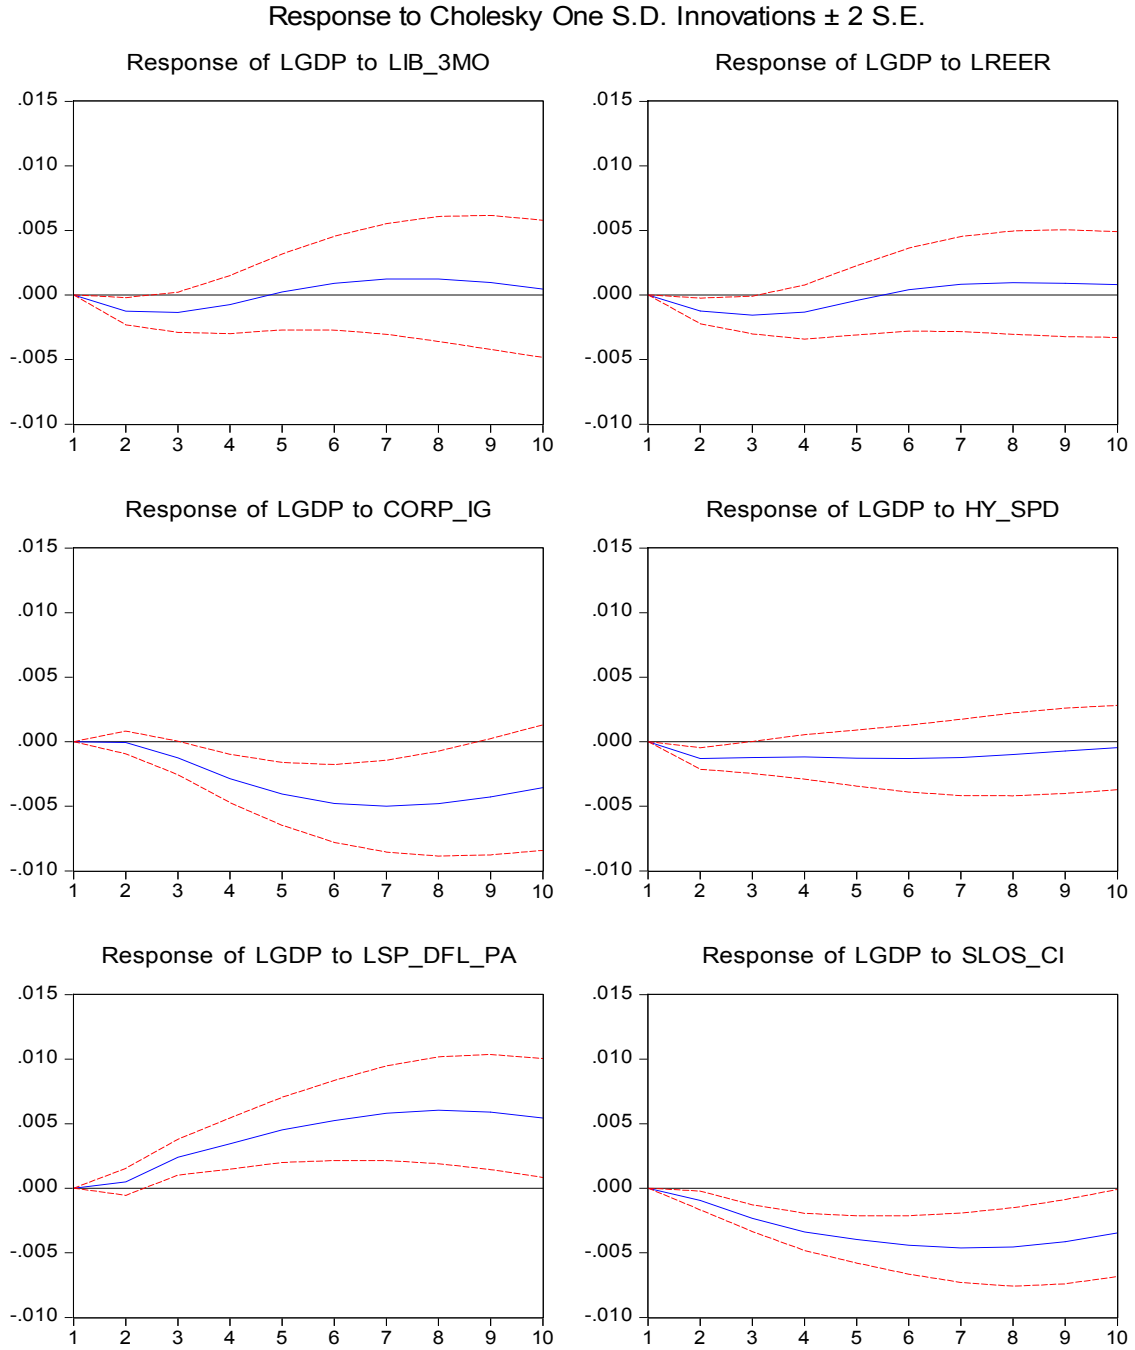 Response to Cholesky One S.D. Innovations ± 2 S.E.
Response of LGDP to LIB_3MO
.015
.010
.005
.000
-.005
-.010
1 2 3 4 5 6 7 8 9 10
Response of LGDP to LREER
.015
.010
.005
.000
-.005
-.010
1 2 3 4 5 6 7 8 9 10
Response of LGDP to CORP_IG
.015
.010
.005
.000
-.005
-.010
1 2 3 4 5 6 7 8 9 10
Response of LGDP to HY_SPD
.015
.010
.005
.000
-.005
-.010
1 2 3 4 5 6 7 8 9 10
Response of LGDP to LSP_DFL_PA
.015
.010
.005
.000
-.005
-.010
1 2 3 4 5 6 7 8 9 10
Response of LGDP to SLOS_CI
.015
.010
.005
.000
-.005
-.010
1 2 3 4 5 6 7 8 9 10